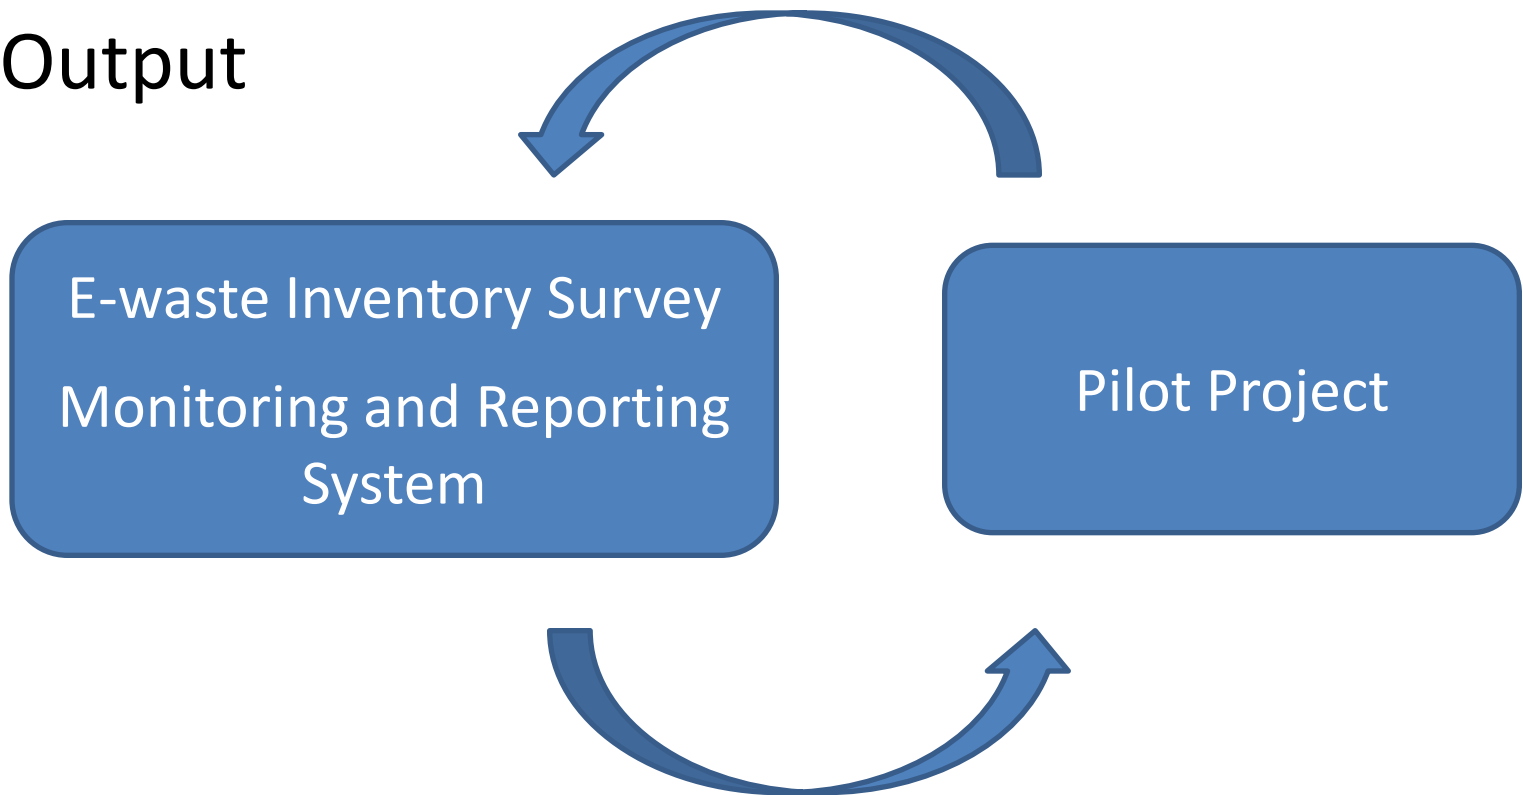 Output
E-waste Inventory Survey
Monitoring and Reporting
System
Pilot Project